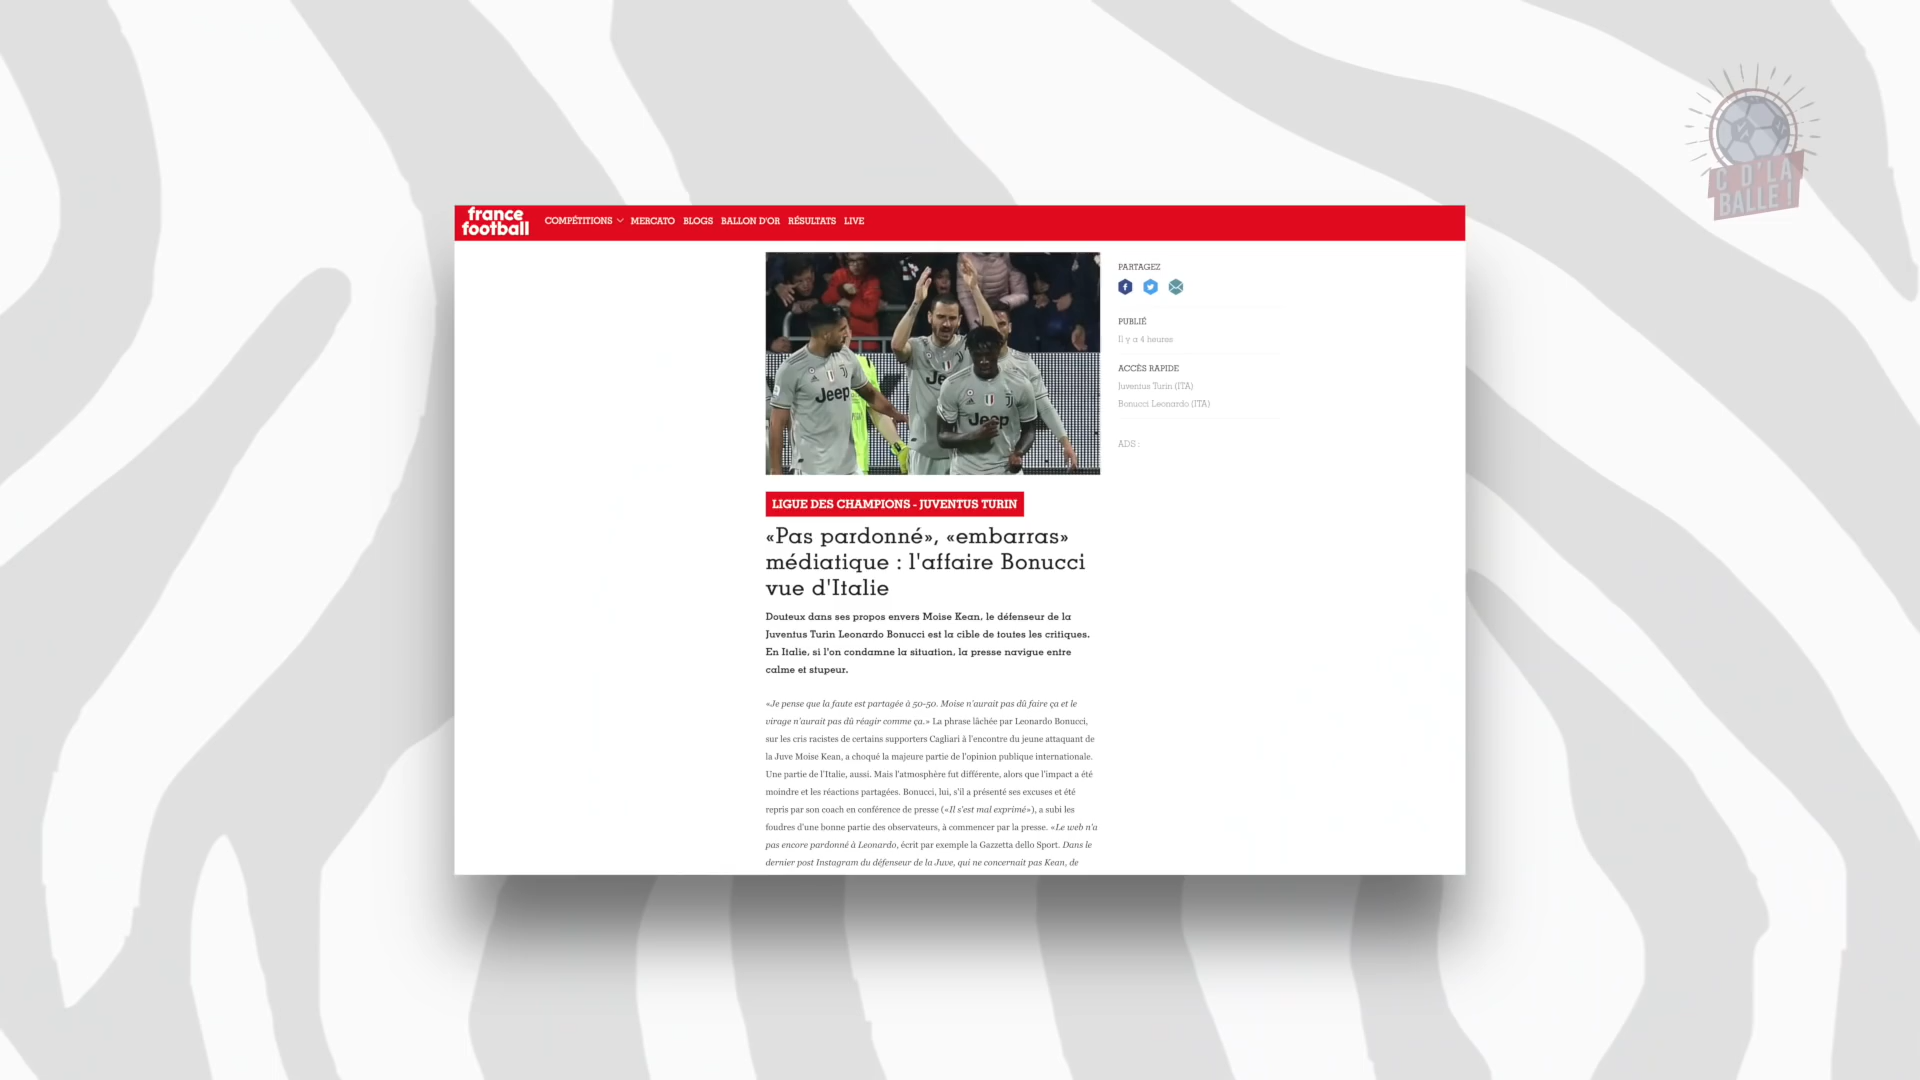 C D'LA
BALLE !
france
football
COMPÉTITIONS MERCATO BLOGS BALLON D'OR RÉSULTATS LIVE
Jeep
Je
Jeep
PARTAGEZ
PUBLIÉ
Il y a 4 heures
ACCÈS RAPIDE
Juventus Turin (ITA)
Bonucci Leonardo (ITA)
ADS :
LIGUE DES CHAMPIONS - JUVENTUS TURIN
«Pas pardonné», «embarras»
médiatique : l'affaire Bonucci
vue d'Italie
Douteux dans ses propos envers Moise Kean, le défenseur de la
Juventus Turin Leonardo Bonucci est la cible de toutes les critiques.
En Italie, si l'on condamne la situation, la presse navigue entre
calme et stupeur.
«Je pense que la faute est partagée à 50-50. Moise n'aurait pas dû faire ça et le
virage n'aurait pas dû réagir comme ça.» La phrase lâchée par Leonardo Bonucci,
sur les cris racistes de certains supporters Cagliari à l'encontre du jeune attaquant de
la Juve Moise Kean, a choqué la majeure partie de l'opinion publique internationale.
Une partie de l'Italie, aussi. Mais l'atmosphère fut différente, alors que l'impact a été
moindre et les réactions partagées. Bonucci, lui, s'il a présenté ses excuses et été
repris par son coach en conférence de presse («Il s'est mal exprimé»), a subi les
foudres d'une bonne partie des observateurs, à commencer par la presse. «Le web n'a
pas encore pardonné à Leonardo, écrit par exemple la Gazzetta dello Sport. Dans le
dernier post Instagram du défenseur de la Juve, qui ne concernait pas Kean, de